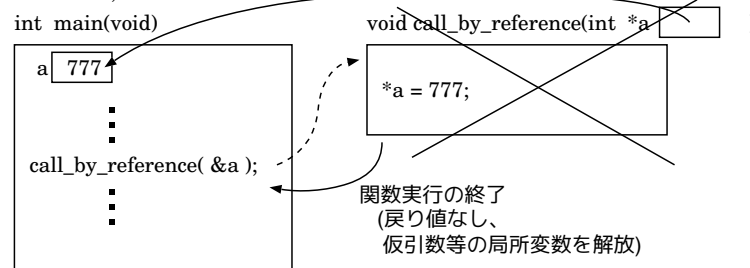 int main(void)
void call_by_reference(int *a
a 777
*a = 777;
call_by_reference( &a );
関数実行の終了
(戻り値なし、
仮引数等の局所変数を解放)